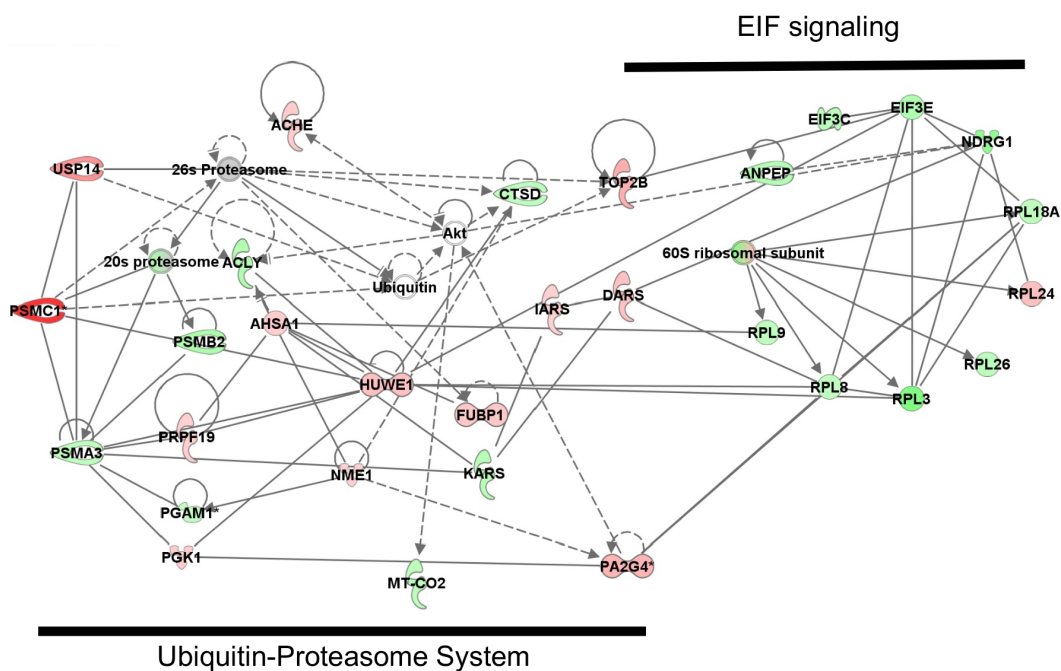 EIF signaling
EIF3E
EIF3C
ACHE
NDRG1
USP14
26s Proteasome
ANPEP
TOP2B
CTSD
RPL18A
Akt
60S ribosomal subunit
20s proteasome
ACLY
Ubiquitin
RPL24
DARS
IARS
PSMC1*
AHSA1
RPL9
PSMB2
RPL26
HUWE1
RPL8
RPL3
FUBP1
PRPF19
PSMA3
NME1
KARS
PGAM1*
PGK1
PA2G4*
MT-CO2
Ubiquitin-Proteasome System